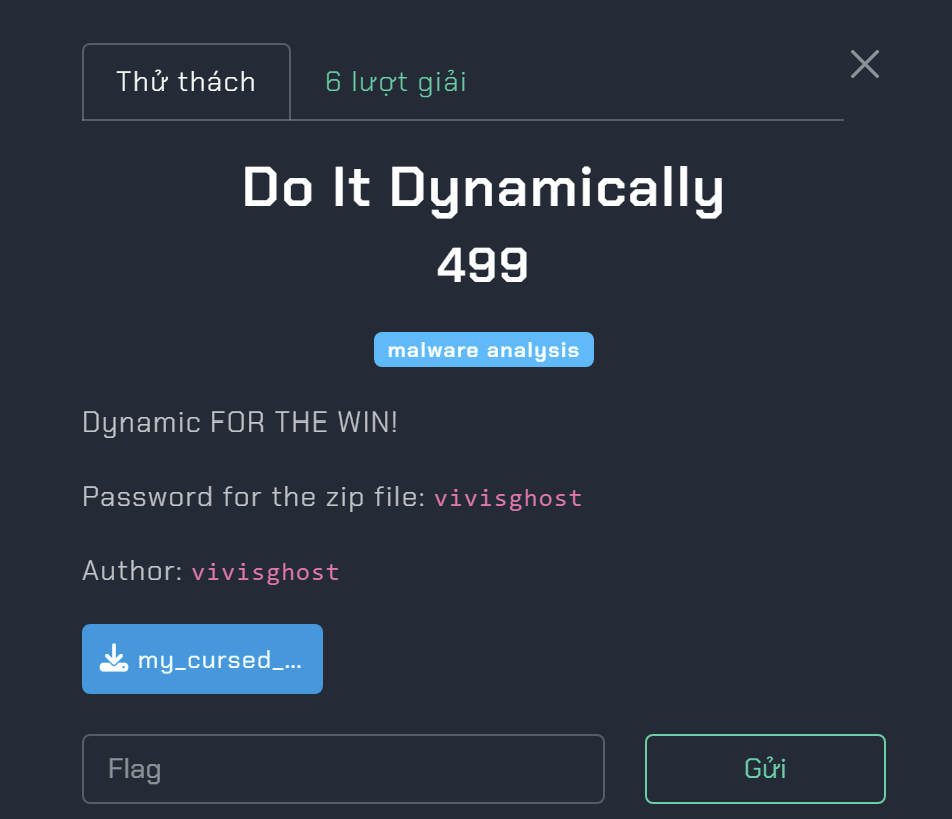 Thử thách
6 lượt giải
Do It Dynamically
499
malware analysis
Dynamic FOR THE WIN!
Password for the zip file: vivisghost
Author: vivisghost
my_cursed_...
Flag
Gửi